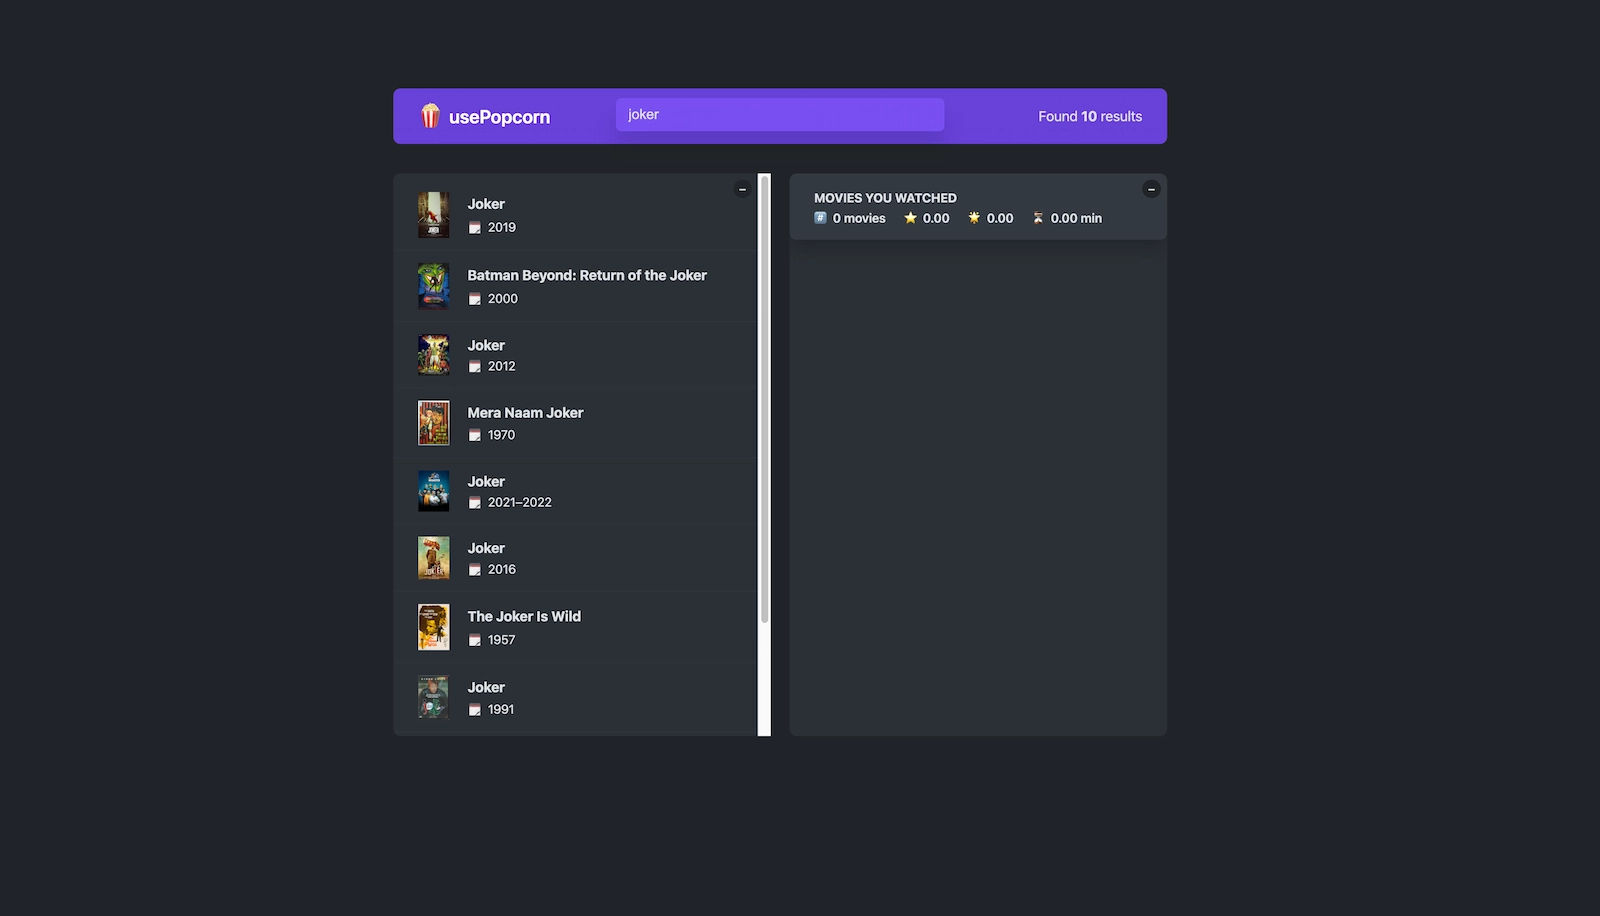 usePopcorn
joker
Found 10 results
Joker
2019
Batman Beyond: Return of the Joker
2000
Joker
2012
Mera Naam Joker
1970
Joker
2021–2022
Joker
2016
The Joker Is Wild
1957
Joker
1991
MOVIES YOU WATCHED
0 movies 0.00 0.00 0.00 min